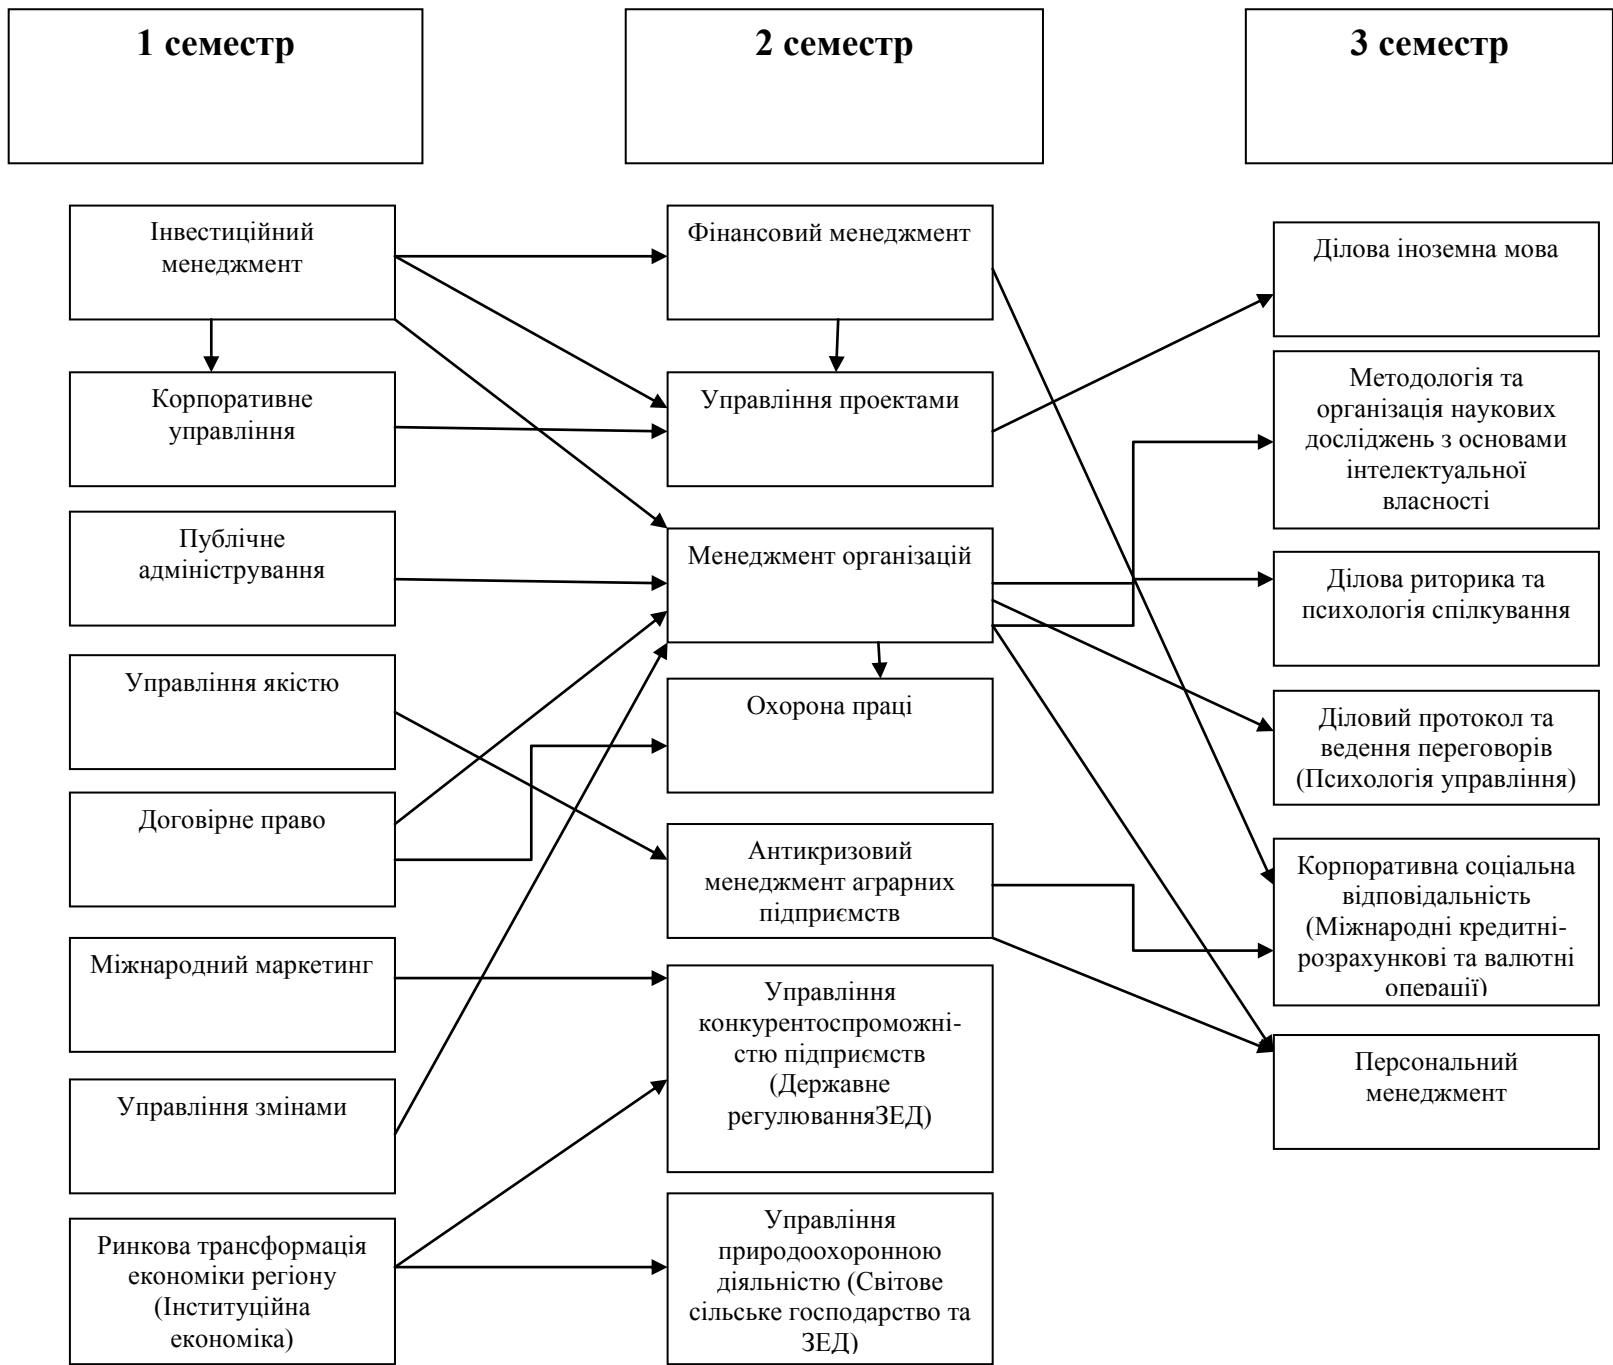 1 семестр
2 семестр
3 семестр
Інвестиційний
менеджмент
Корпоративне
управління
Публічне
адміністрування
Управління якістю
Договірне право
Міжнародний маркетинг
Управління змінами
Ринкова трансформація
економіки регіону
(Інституційна
економіка)
Фінансовий менеджмент
Управління проектами
Менеджмент організацій
Охорона праці
Антикризовий
менеджмент аграрних
підприємств
Управління
конкурентоспроможні-
стю підприємств
(Державне
регулюванняЗЕД)
Управління
природоохоронною
діяльністю (Світове
сільське господарство та
ЗЕД)
Ділова іноземна мова
Методологія та
організація наукових
досліджень з основами
інтелектуальної
власності
Ділова риторика та
психологія спілкування
Діловий протокол та
ведення переговорів
(Психологія управління)
Корпоративна соціальна
відповідальність
(Міжнародні кредитні-
розрахункові та валютні
операції)
Персональний
менеджмент